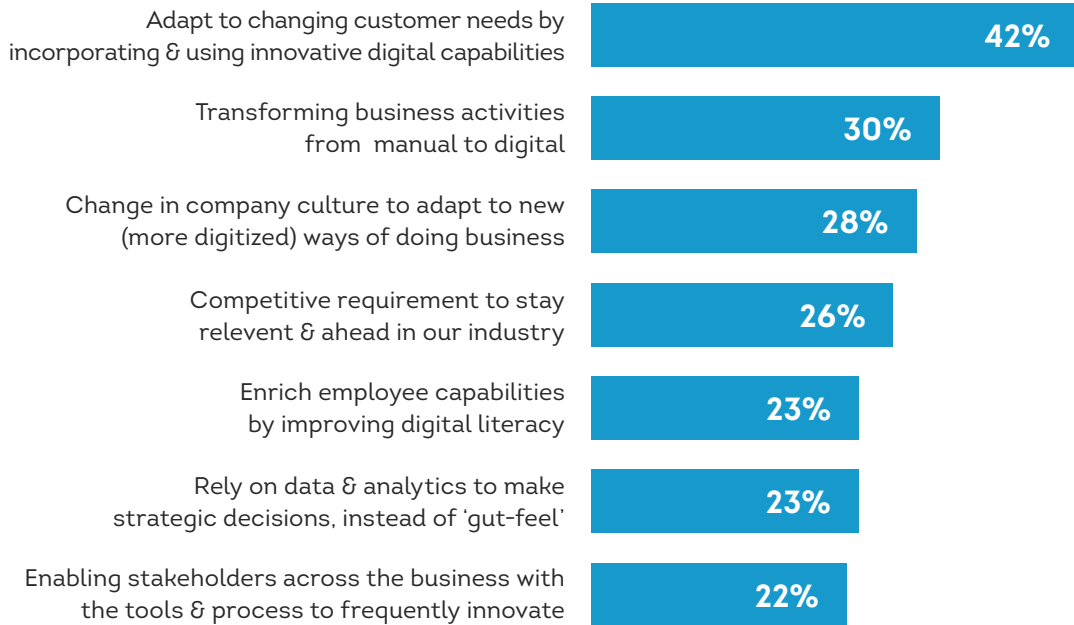 Adapt to changing customer needs by
incorporating & using innovative digital capabilities
42%
Transforming business activities
from manual to digital
30%
Change in company culture to adapt to new
(more digitized) ways of doing business
28%
Competitive requirement to stay
relevent & ahead in our industry
26%
Enrich employee capabilities
by improving digital literacy
23%
Rely on data & analytics to make
strategic decisions, instead of ‘gut-feel’
23%
Enabling stakeholders across the business with
the tools & process to frequently innovate
22%